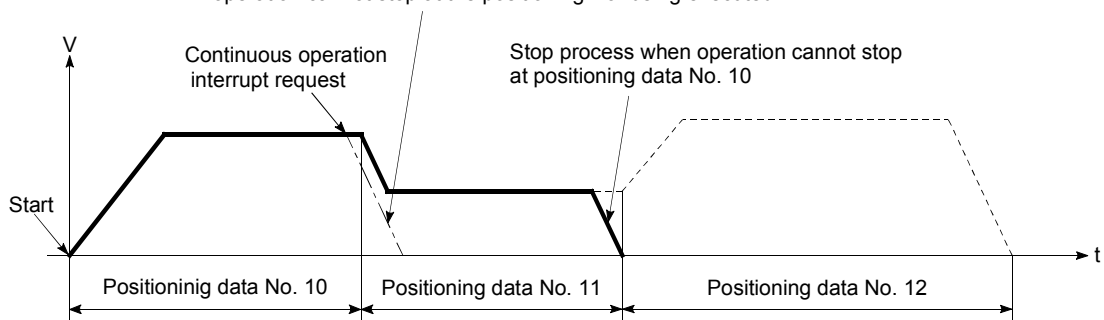 V
Continuous operation
interrupt request
Stop process when operation cannot stop
at positioning data No. 10
Start
t
Positioninig data No. 10
Positioning data No. 11
Positioning data No. 12